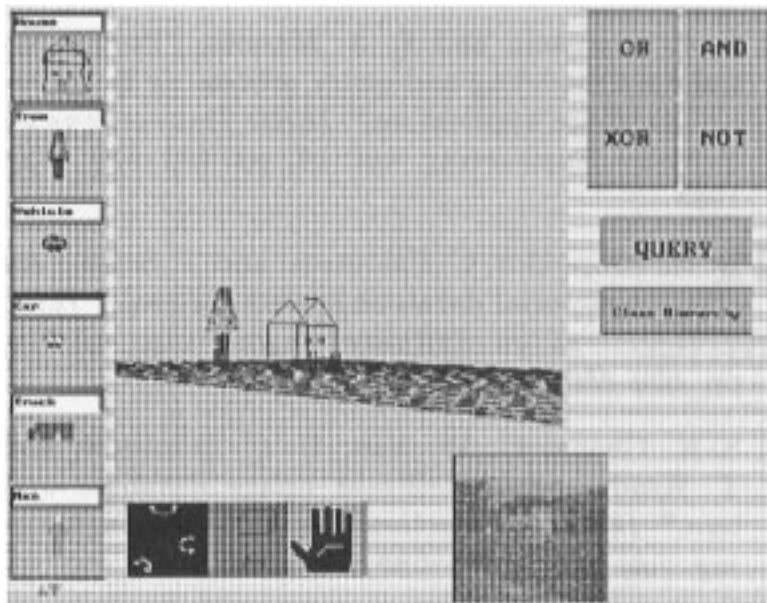 House
Tree
Vehicle
Car
Truck
Man
OR AND
XOR NOT
QUERY
Class Hierarchy